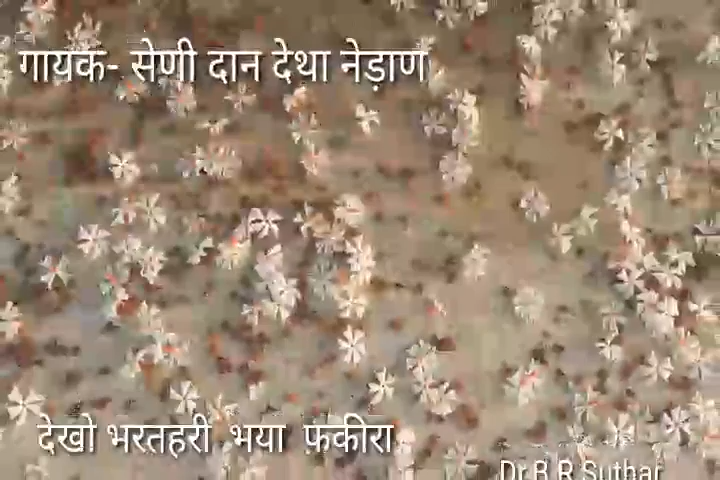 गायक- सेणी दान देथा नेड़ाण
देखो भरतहरी भया फकीरा
Dr.B.R.Suthar